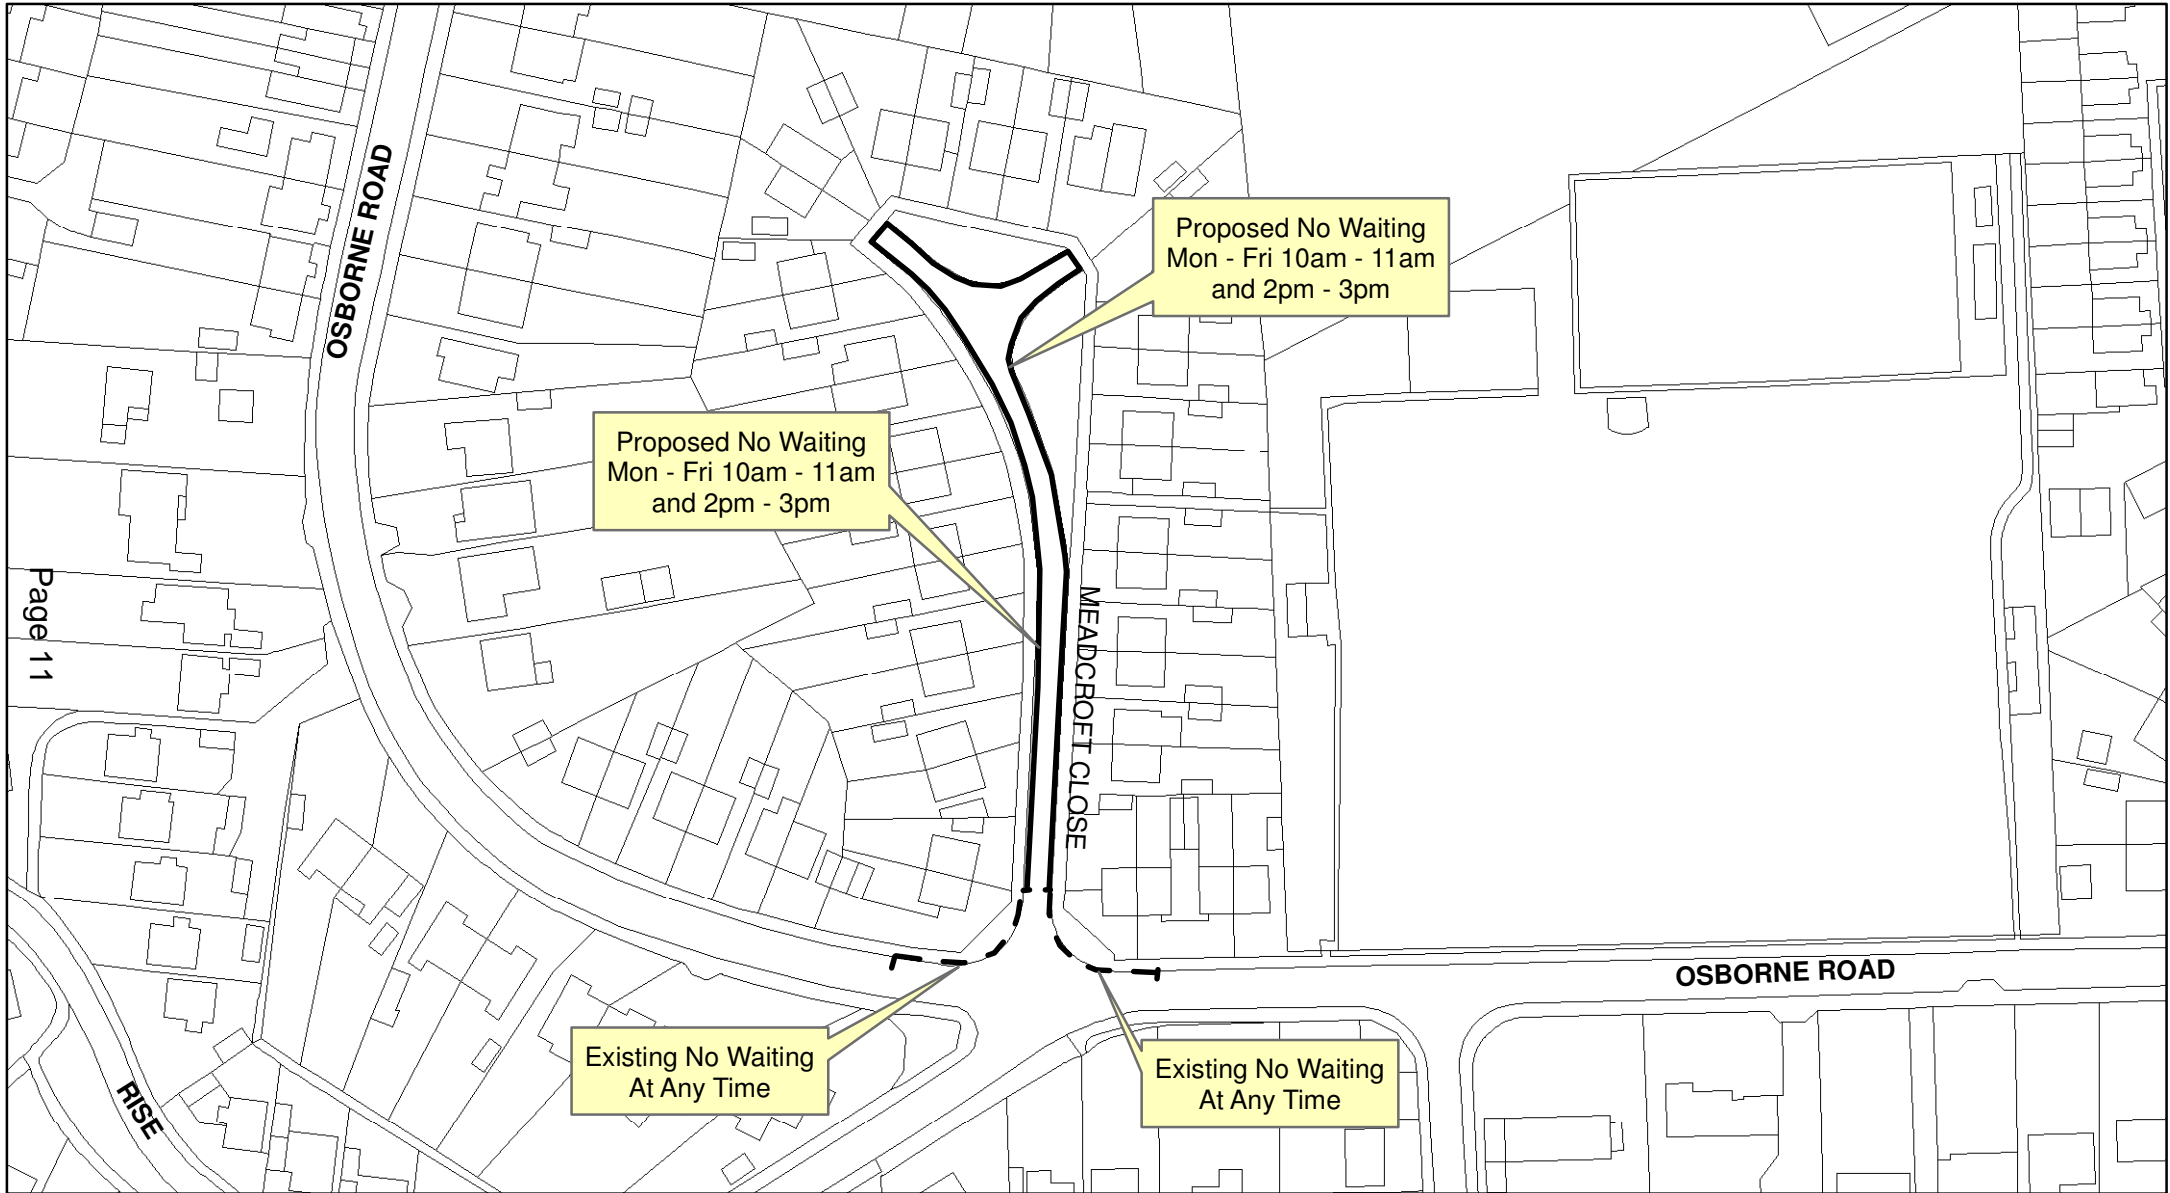 OSBORNE ROAD
Proposed No Waiting
Mon - Fri 10am - 11am
and 2pm - 3pm
Proposed No Waiting
Mon - Fri 10am - 11am
and 2pm - 3pm
Page 11
MEADCROFT CLOSE
OSBORNE ROAD
Existing No Waiting
At Any Time
Existing No Waiting
At Any Time
RISE